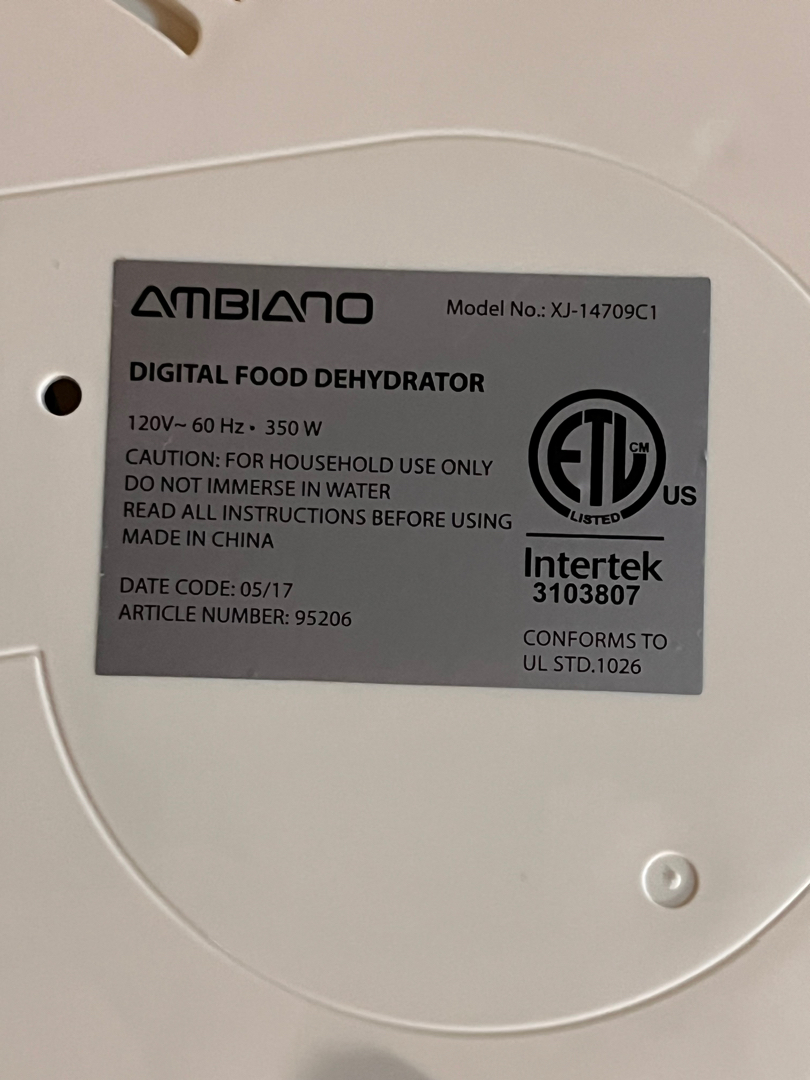 AMBIANO
Model No.: XJ-14709C1
DIGITAL FOOD DEHYDRATOR
120V~ 60 Hz • 350 W
CAUTION: FOR HOUSEHOLD USE ONLY
DO NOT IMMERSE IN WATER
READ ALL INSTRUCTIONS BEFORE USING
MADE IN CHINA
DATE CODE: 05/17
ARTICLE NUMBER: 95206
ETL CM
LISTED
US
Intertek
3103807
CONFORMS TO
UL STD.1026